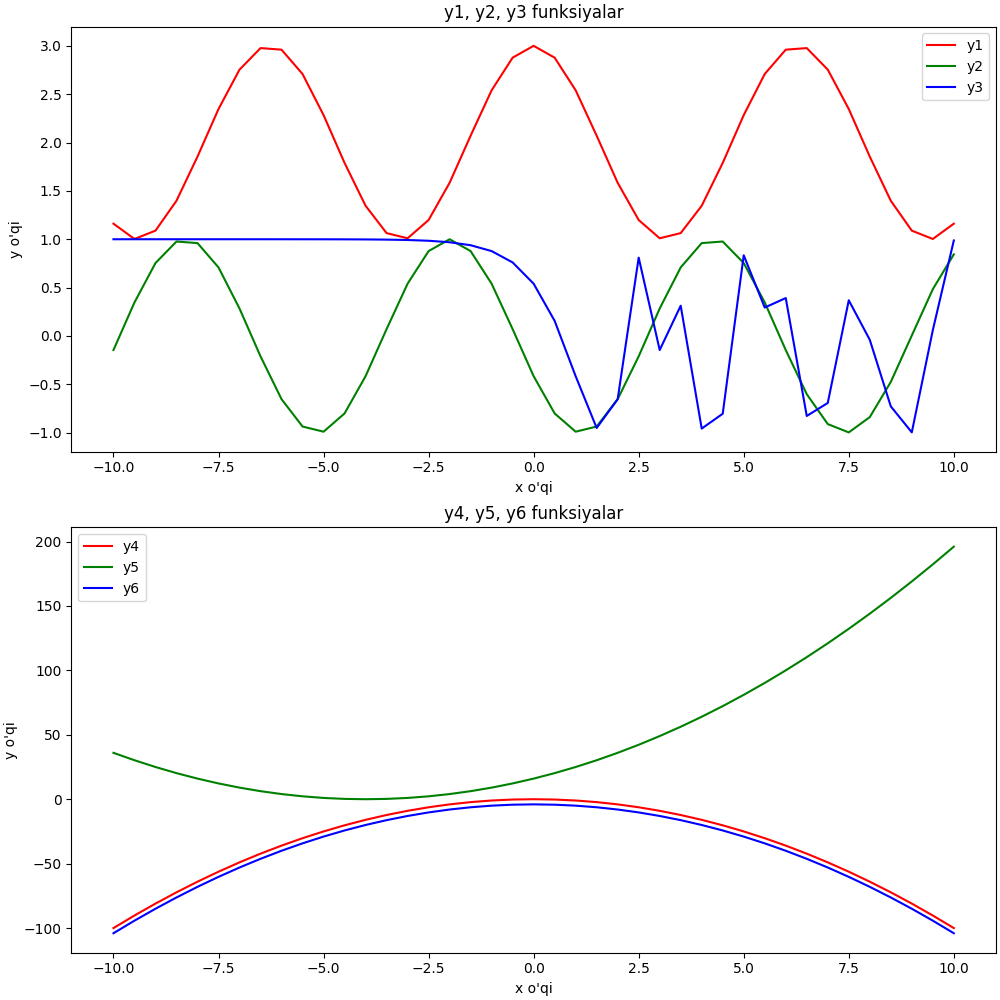 y1, y2, y3 funksiyalar
y1
y2
y3
3.0
2.5
2.0
1.5
1.0
0.5
0.0
−0.5
−1.0
y o'qi
−10.0 −7.5 −5.0 −2.5 0.0 2.5 5.0 7.5 10.0
x o'qi
y4, y5, y6 funksiyalar
y4
y5
y6
200
150
100
50
0
−50
−100
y o'qi
−10.0 −7.5 −5.0 −2.5 0.0 2.5 5.0 7.5 10.0
x o'qi